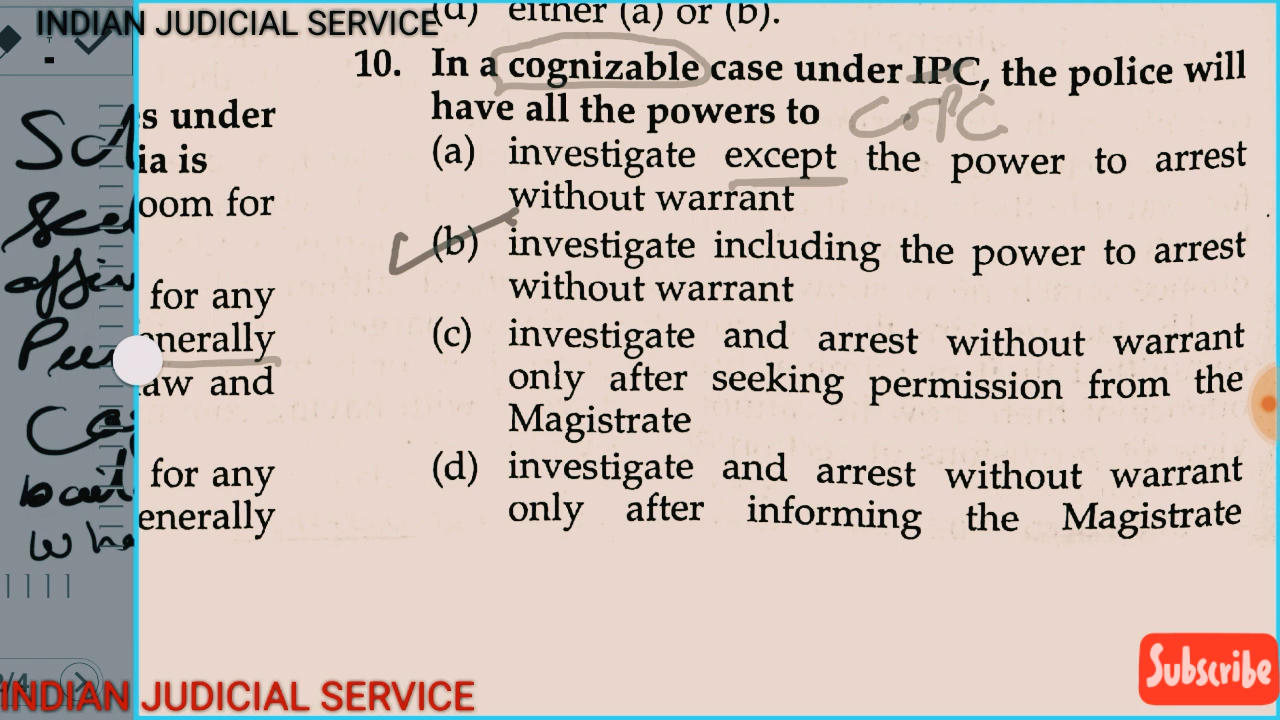 INDIAN JUDICIAL SERVICE
(d) either (a) or (b).
10. In a cognizable case under IPC, the police will
have all the powers to
CrPC
(a) investigate except the power to arrest
without warrant
(b) investigate including the power to arrest
without warrant
(c) investigate and arrest without warrant
only after seeking permission from the
Magistrate
(d) investigate and arrest without warrant
only after informing the Magistrate
s under
ia is
oom for
for any
enerally
aw and
for any
enerally
INDIAN JUDICIAL SERVICE
Subscribe